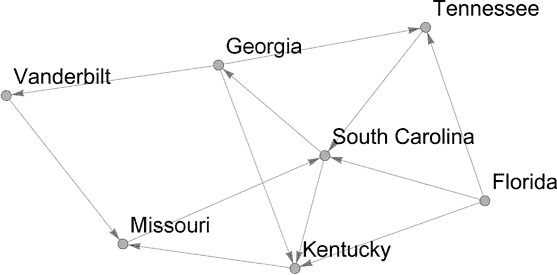 Tennessee
Georgia
Vanderbilt
South Carolina
Florida
Missouri
Kentucky